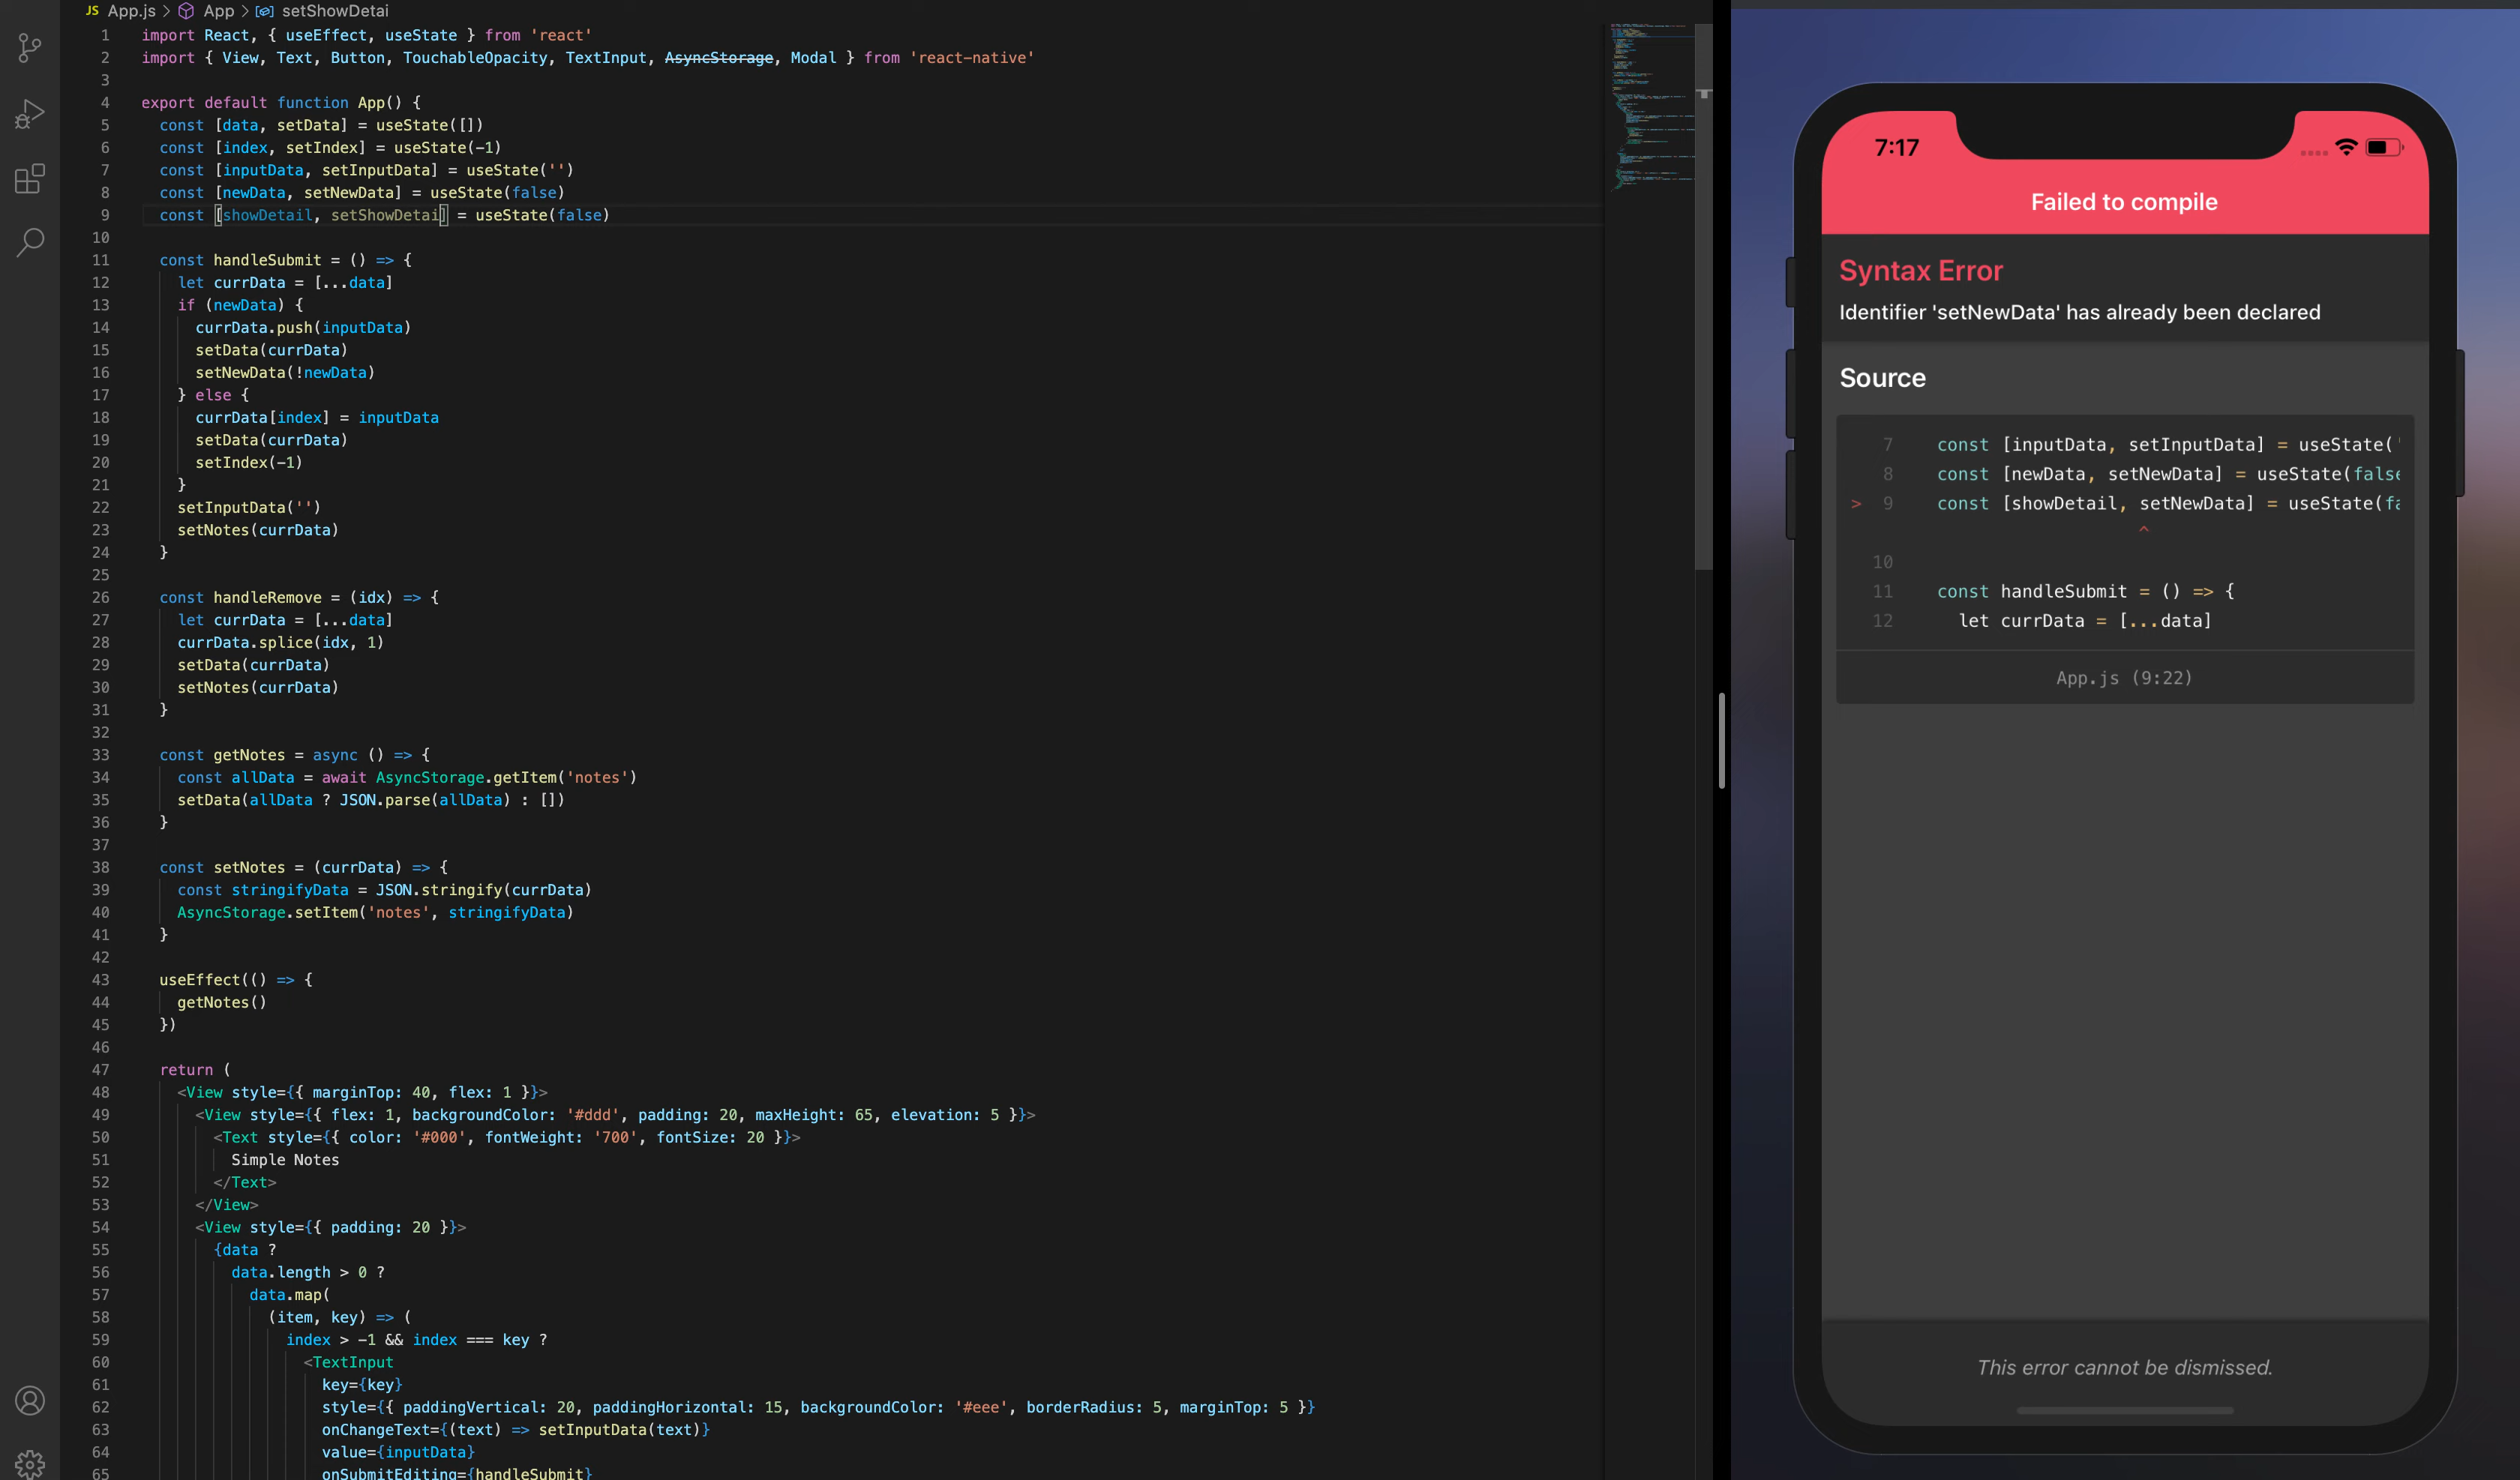 JS App.js > App > setShowDetai
1 import React, { useEffect, useState } from 'react'
2 import { View, Text, Button, TouchableOpacity, TextInput, AsyncStorage, Modal } from 'react-native'
3
4 export default function App() {
5 const [data, setData] = useState([])
6 const [index, setIndex] = useState(-1)
7 const [inputData, setInputData] = useState('')
8 const [newData, setNewData] = useState(false)
9 const [showDetail, setShowDetai] = useState(false)
10
11 const handleSubmit = () => {
12 let currData = [...data]
13 if (newData) {
14 currData.push(inputData)
15 setData(currData)
16 setNewData(!newData)
17 } else {
18 currData[index] = inputData
19 setData(currData)
20 setIndex(-1)
21 }
22 setInputData('')
23 setNotes(currData)
24 }
25
26 const handleRemove = (idx) => {
27 let currData = [...data]
28 currData.splice(idx, 1)
29 setData(currData)
30 setNotes(currData)
31 }
32
33 const getNotes = async () => {
34 const allData = await AsyncStorage.getItem('notes')
35 setData(allData ? JSON.parse(allData) : [])
36 }
37
38 const setNotes = (currData) => {
39 const stringifyData = JSON.stringify(currData)
40 AsyncStorage.setItem('notes', stringifyData)
41 }
42
43 useEffect(() => {
44 getNotes()
45 })
46
47 return (
48 <View style={{ marginTop: 40, flex: 1 }}>
49 <View style={{ flex: 1, backgroundColor: '#ddd', padding: 20, maxHeight: 65, elevation: 5 }}>
50 <Text style={{ color: '#000', fontWeight: '700', fontSize: 20 }}>
51 Simple Notes
52 </Text>
53 </View>
54 <View style={{ padding: 20 }}>
55 {data ?
56 data.length > 0 ?
57 data.map(
58 (item, key) => (
59 index > -1 && index === key ?
60 <TextInput
61 key={key}
62 style={{ paddingVertical: 20, paddingHorizontal: 15, backgroundColor: '#eee', borderRadius: 5, marginTop: 5 }}
63 onChangeText={(text) => setInputData(text)}
64 value={inputData}
65 onSubmitEditing={handleSubmit}
7:17
Failed to compile
Syntax Error
Identifier 'setNewData' has already been declared
Source
7 const [inputData, setInputData] = useState('
8 const [newData, setNewData] = useState(false
> 9 const [showDetail, setNewData] = useState(fa
^
10
11 const handleSubmit = () => {
12 let currData = [...data]
App.js (9:22)
This error cannot be dismissed.